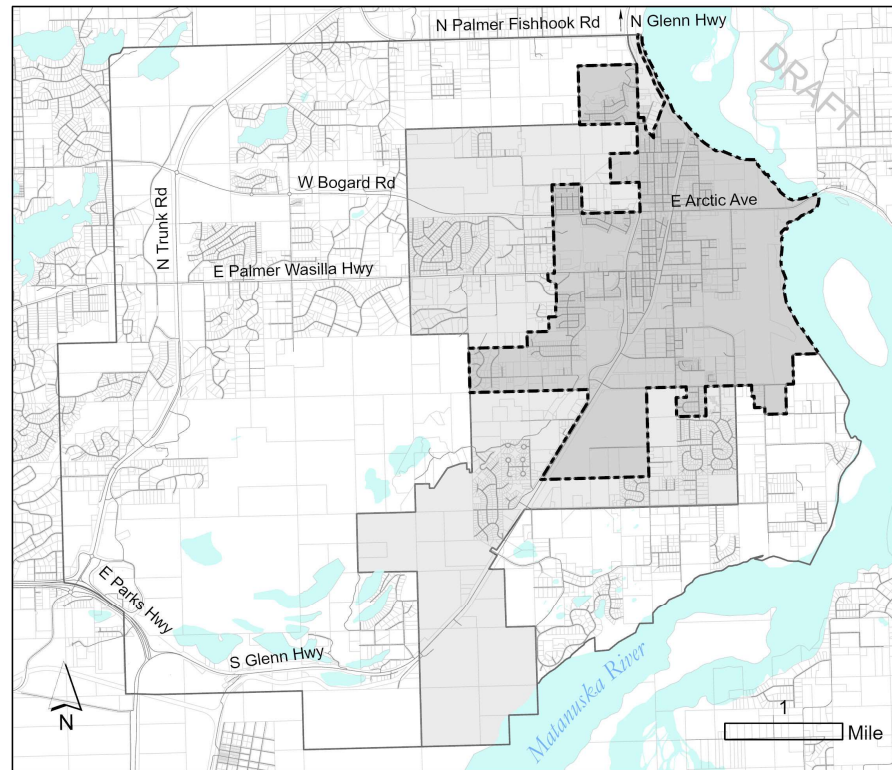 N Palmer Fishhook Rd
N Glenn Hwy
DRAFT
W Bogard Rd
E Arctic Ave
N Trunk Rd
E Palmer Wasilla Hwy
E Parks Hwy
S Glenn Hwy
Matanuska River
N
1
Mile